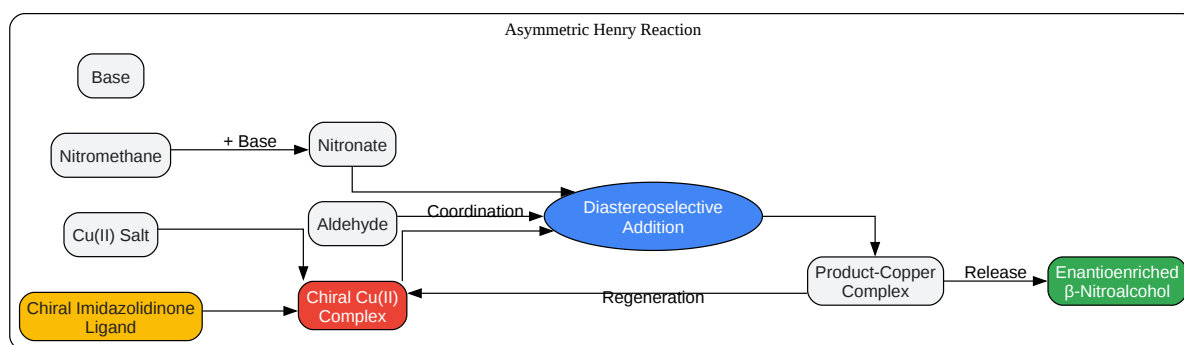 Asymmetric Henry Reaction
Base
Nitromethane
+ Base
Nitronate
Cu(II) Salt
Aldehyde
Coordination
Diastereoselective
Addition
Chiral Imidazolidinone
Ligand
Chiral Cu(II)
Complex
Regeneration
Product-Copper
Complex
Release
Enantioenriched
β-Nitroalcohol